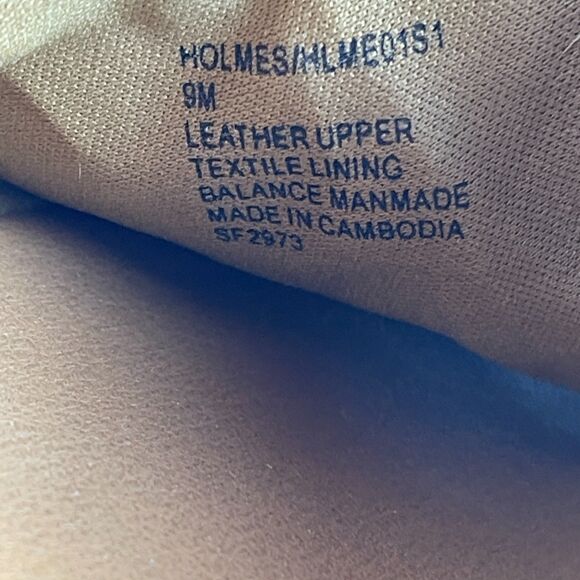 HOLMES/HLME01S1
9M
LEATHER UPPER
TEXTILE LINING
BALANCE MANMADE
MADE IN CAMBODIA
SF2973